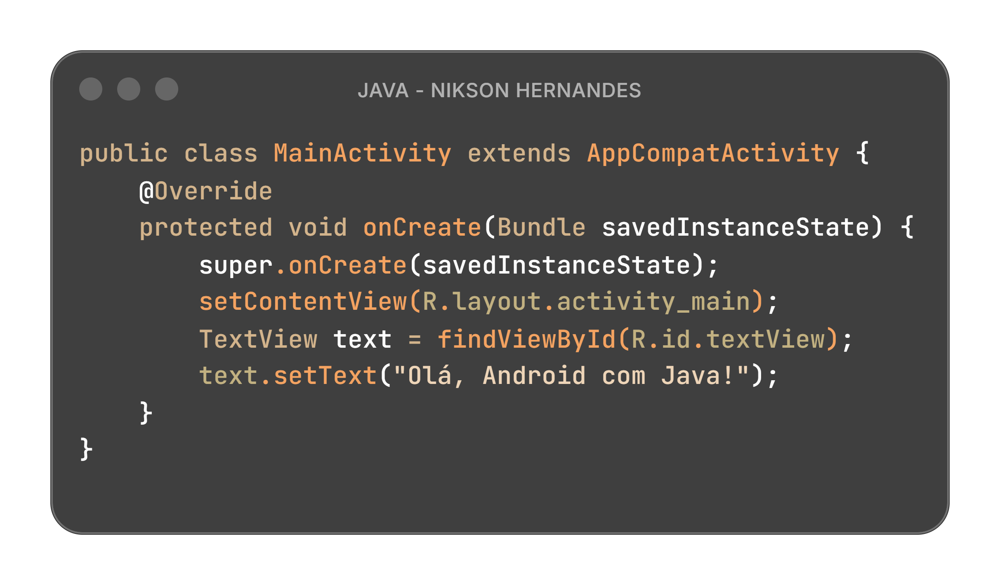 JAVA - NIKSON HERNANDES
public class MainActivity extends AppCompatActivity {
    @Override
    protected void onCreate(Bundle savedInstanceState) {
        super.onCreate(savedInstanceState);
        setContentView(R.layout.activity_main);
        TextView text = findViewById(R.id.textView);
        text.setText("Olá, Android com Java!");
    }
}